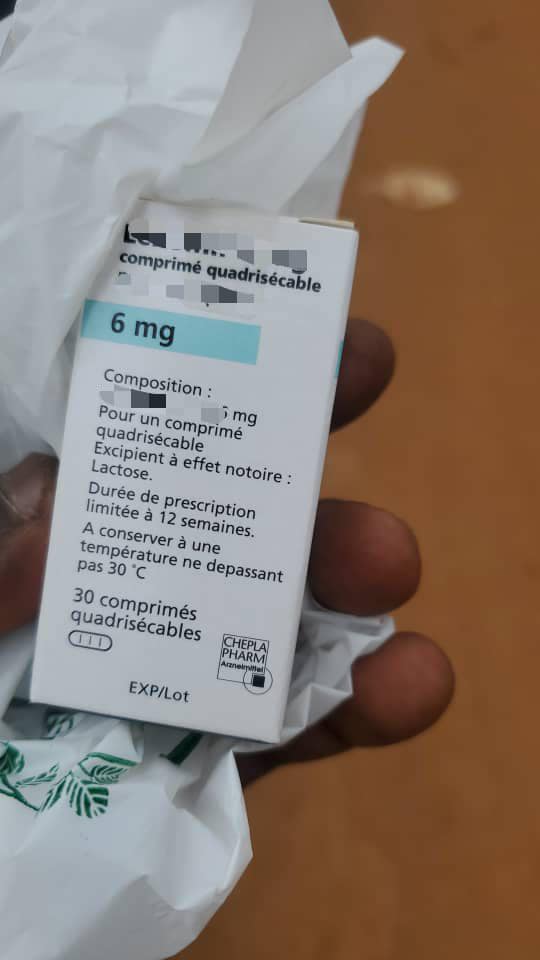 comprimé quadrisécable
6 mg
Composition :
6 mg
Pour un comprimé
quadrisécable
Excipient à effet notoire :
Lactose.
Durée de prescription
limitée à 12 semaines.
A conserver à une
température ne depassant
pas 30 °C
30 comprimés
quadrisécables
CHEPLA
PHARM
Arzneimittel
EXP/Lot